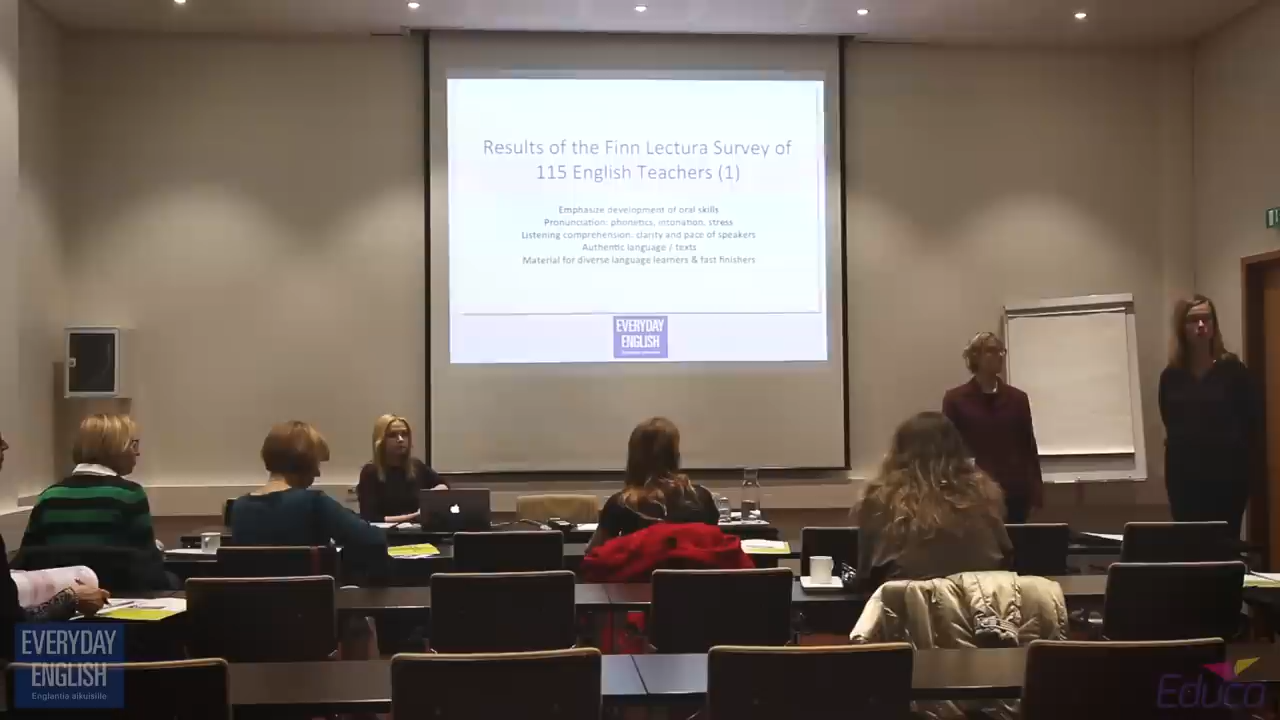 Results of the Finn Lectura Survey of
115 English Teachers (1)
Emphasize development of oral skills
Pronunciation: phonetics, intonation, stress
Listening comprehension: clarity and pace of speakers
Authentic language / texts
Material for diverse language learners & fast finishers
EVERYDAY
ENGLISH
EVERYDAY
ENGLISH
Englantia aikuisille
Educa